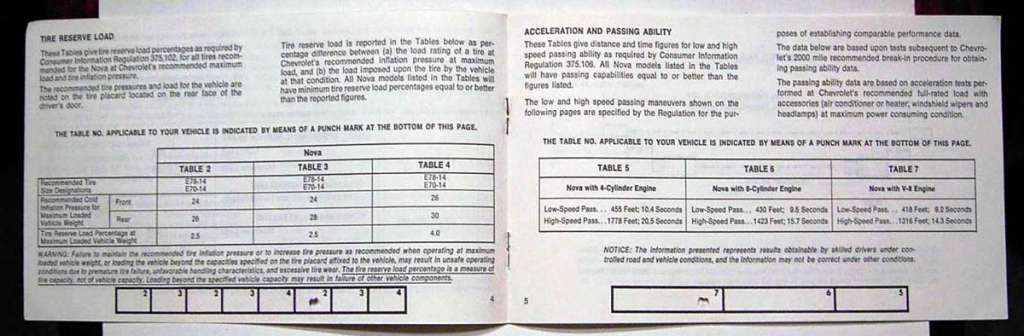 TIRE RESERVE LOAD
These Tables give tire reserve load percentages as required by
Consumer Information Regulation 375.102, for all tires recom-
mended for the Nova at Chevrolet's recommended maximum
load and tire inflation pressure.
The recommended tire pressures and load for the vehicle are
noted on the tire placard located on the rear face of the
driver's door.
Tire reserve load is reported in the Tables below as per-
centage difference between (a) the load rating of a tire at
Chevrolet's recommended inflation pressure at maximum
load, and (b) the load imposed upon the tire by the vehicle
at that condition. All Nova models listed in the Tables will
have minimum tire reserve load percentages equal to or better
than the reported figures.
THE TABLE NO. APPLICABLE TO YOUR VEHICLE IS INDICATED BY MEANS OF A PUNCH MARK AT THE BOTTOM OF THIS PAGE.
Nova
TABLE 2 TABLE 3 TABLE 4
Recommended Tire Size Designations E78-14 E70-14 E78-14 E70-14 E78-14 E70-14
Recommended Cold Inflation Pressure for Maximum Loaded Vehicle Weight
Front 24 24 26
Rear 26 28 30
Tire Reserve Load Percentage at Maximum Loaded Vehicle Weight 2.5 2.5 4.0
WARNING: Failure to maintain the recommended tire inflation pressure or to increase tire pressure as recommended when operating at maximum
loaded vehicle weight, or loading the vehicle beyond the capacities specified on the tire placard affixed to the vehicle, may result in unsafe operating
conditions due to premature tire failure, unfavorable handling characteristics, and excessive tire wear. The tire reserve load percentage is a measure of
tire capacity, not of vehicle capacity. Loading beyond the specified vehicle capacity may result in failure of other vehicle components.
2 3 2 3 4 2 3 4
4
ACCELERATION AND PASSING ABILITY
These Tables give distance and time figures for low and high
speed passing ability as required by Consumer Information
Regulation 375.106. All Nova models listed in the Tables
will have passing capabilities equal to or better than the
figures listed.
The low and high speed passing maneuvers shown on the
following pages are specified by the Regulation for the pur-
poses of establishing comparable performance data.
The data below are based upon tests subsequent to Chevro-
let's 2000 mile recommended break-in procedure for obtain-
ing passing ability data.
The passing ability data are based on acceleration tests per-
formed at Chevrolet's recommended full-rated load with
accessories (air conditioner or heater, windshield wipers and
headlamps) at maximum power consuming condition.
THE TABLE NO. APPLICABLE TO YOUR VEHICLE IS INDICATED BY MEANS OF A PUNCH MARK AT THE BOTTOM OF THIS PAGE.
TABLE 5 TABLE 6 TABLE 7
Nova with 4-Cylinder Engine Nova with 6-Cylinder Engine Nova with V-8 Engine
Low-Speed Pass. . . 455 Feet; 10.4 Seconds Low-Speed Pass. . . 430 Feet; 9.5 Seconds Low-Speed Pass. . . 418 Feet; 9.2 Seconds
High-Speed Pass. . .1778 Feet; 20.5 Seconds High-Speed Pass. . .1423 Feet; 15.7 Seconds High-Speed Pass. . .1316 Feet; 14.3 Seconds
NOTICE: The information presented represents results obtainable by skilled drivers under con-
trolled road and vehicle conditions, and the information may not be correct under other conditions.
7 6 5
5